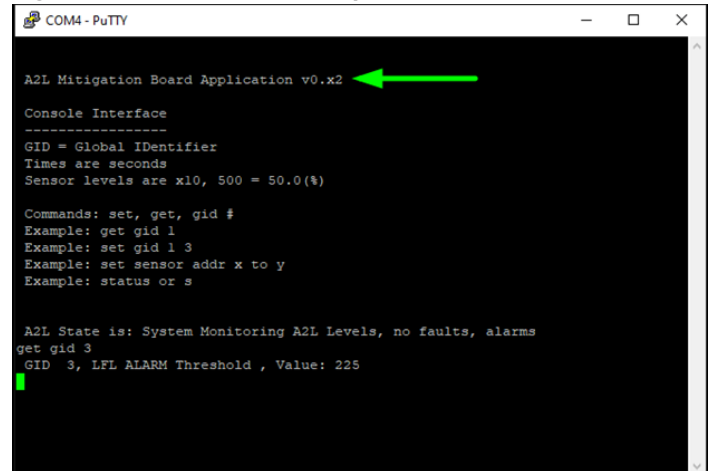 COM4 - PuTTY
A2L Mitigation Board Application v0.x2
Console Interface
-----------------
GID = Global IDentifier
Times are seconds
Sensor levels are x10, 500 = 50.0(%)
Commands: set, get, gid #
Example: get gid 1
Example: set gid 1 3
Example: set sensor addr x to y
Example: status or s
A2L State is: System Monitoring A2L Levels, no faults, alarms
get gid 3
GID  3, LFL ALARM Threshold , Value: 225